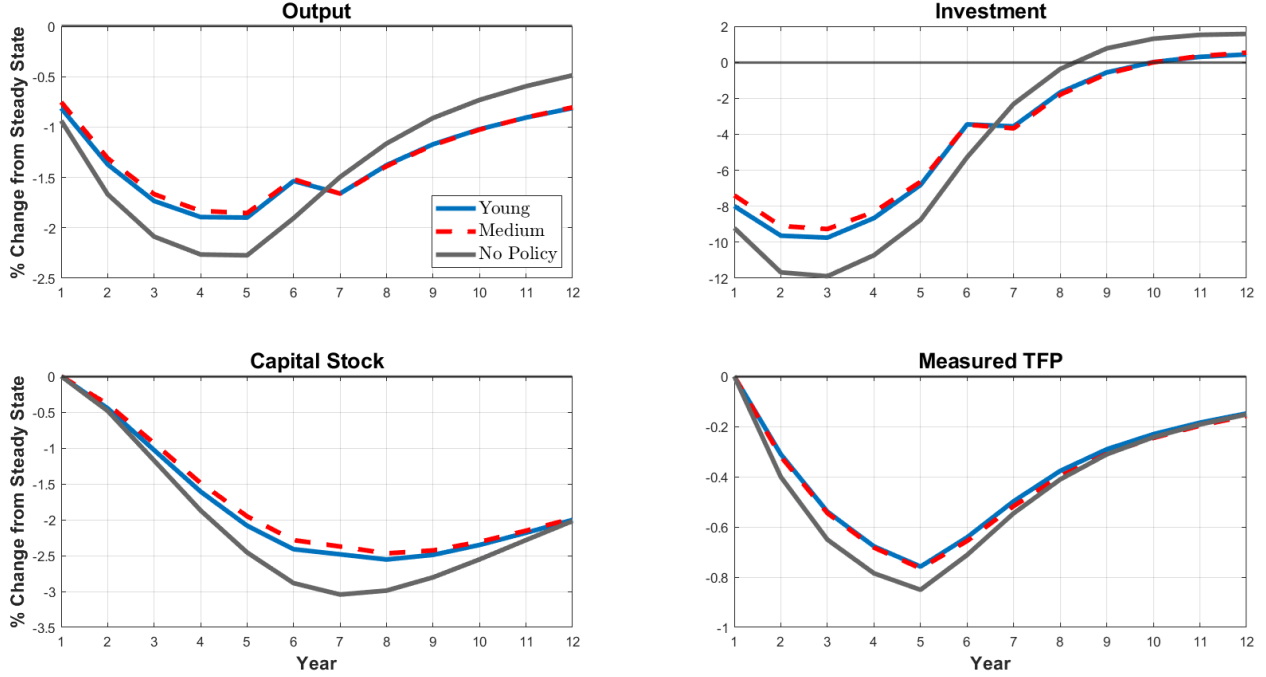 Output
% Change from Steady State
0
-0.5
-1
-1.5
-2
-2.5
1 2 3 4 5 6 7 8 9 10 11 12
Young
Medium
No Policy
Investment
2
0
-2
-4
-6
-8
-10
-12
1 2 3 4 5 6 7 8 9 10 11 12
Capital Stock
% Change from Steady State
0
-0.5
-1
-1.5
-2
-2.5
-3
-3.5
1 2 3 4 5 6 7 8 9 10 11 12
Year
Measured TFP
0
-0.2
-0.4
-0.6
-0.8
-1
1 2 3 4 5 6 7 8 9 10 11 12
Year